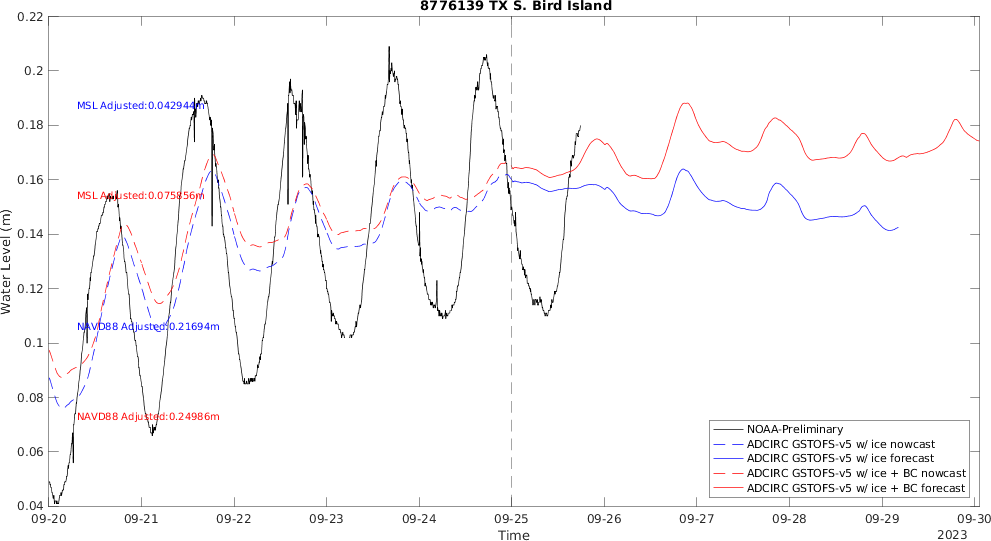 8776139 TX S. Bird Island
Water Level (m)
0.22
0.2
0.18
0.16
0.14
0.12
0.1
0.08
0.06
0.04
MSL Adjusted:0.042944m
MSL Adjusted:0.075856m
NAVD88 Adjusted:0.21694m
NAVD88 Adjusted:0.24986m
NOAA-Preliminary
ADCIRC GSTOFS-v5 w/ ice nowcast
ADCIRC GSTOFS-v5 w/ ice forecast
ADCIRC GSTOFS-v5 w/ ice + BC nowcast
ADCIRC GSTOFS-v5 w/ ice + BC forecast
09-20 09-21 09-22 09-23 09-24 09-25 09-26 09-27 09-28 09-29 09-30
Time
2023